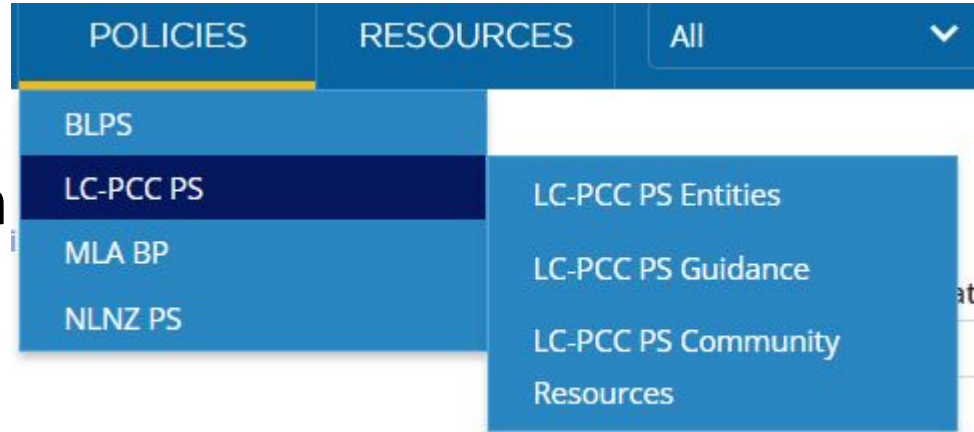 POLICIES RESOURCES All
BLPS
LC-PCC PS
LC-PCC PS Entities
MLA BP
LC-PCC PS Guidance
NLNZ PS
LC-PCC PS Community
Resources